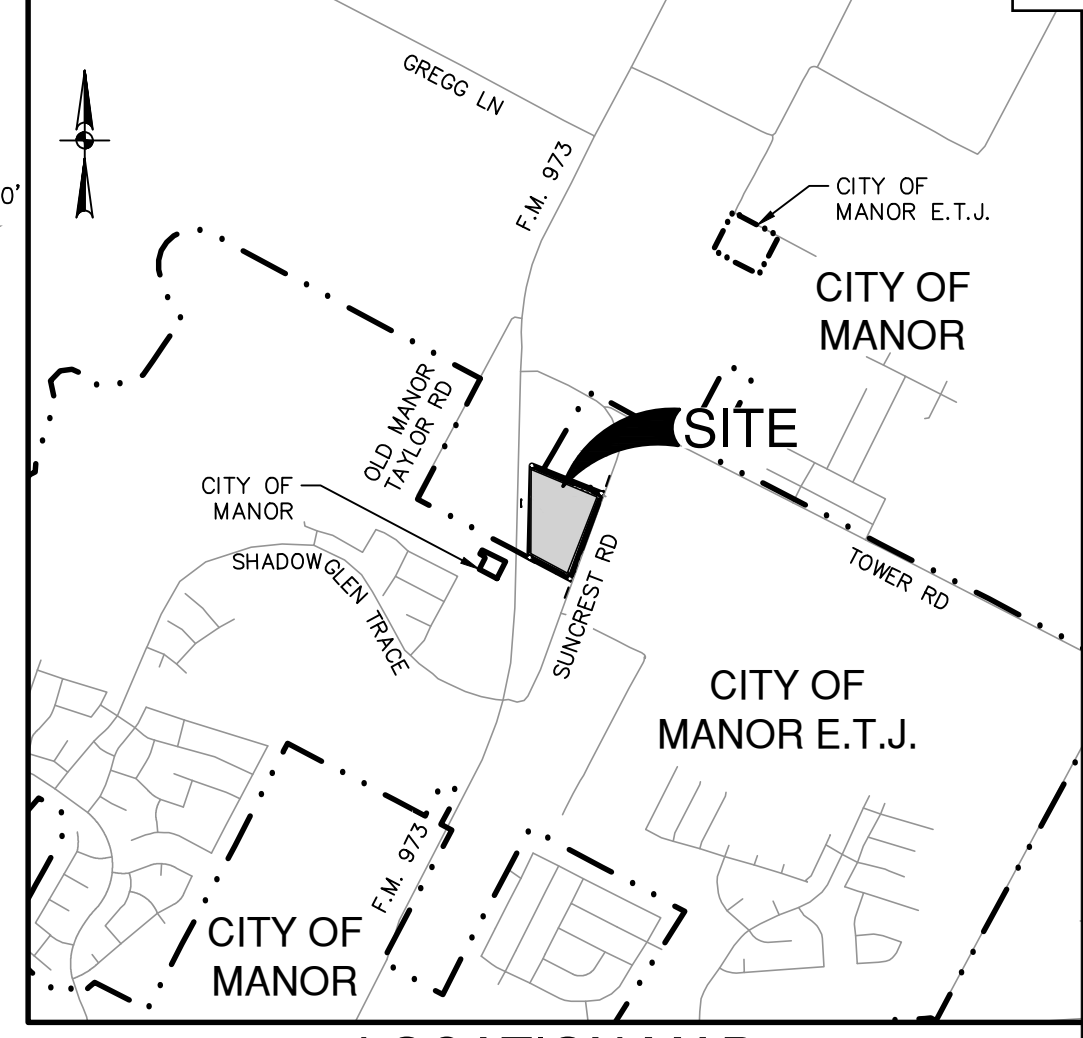 GREGG LN
F.M. 973
0'
CITY OF
MANOR E.T.J.
CITY OF
MANOR
OLD MANOR
TAYLOR RD
SITE
CITY OF
MANOR
SHADOWGLEN TRACE
SUNCREST RD
TOWER RD
CITY OF
MANOR E.T.J.
F.M. 973
CITY OF
MANOR